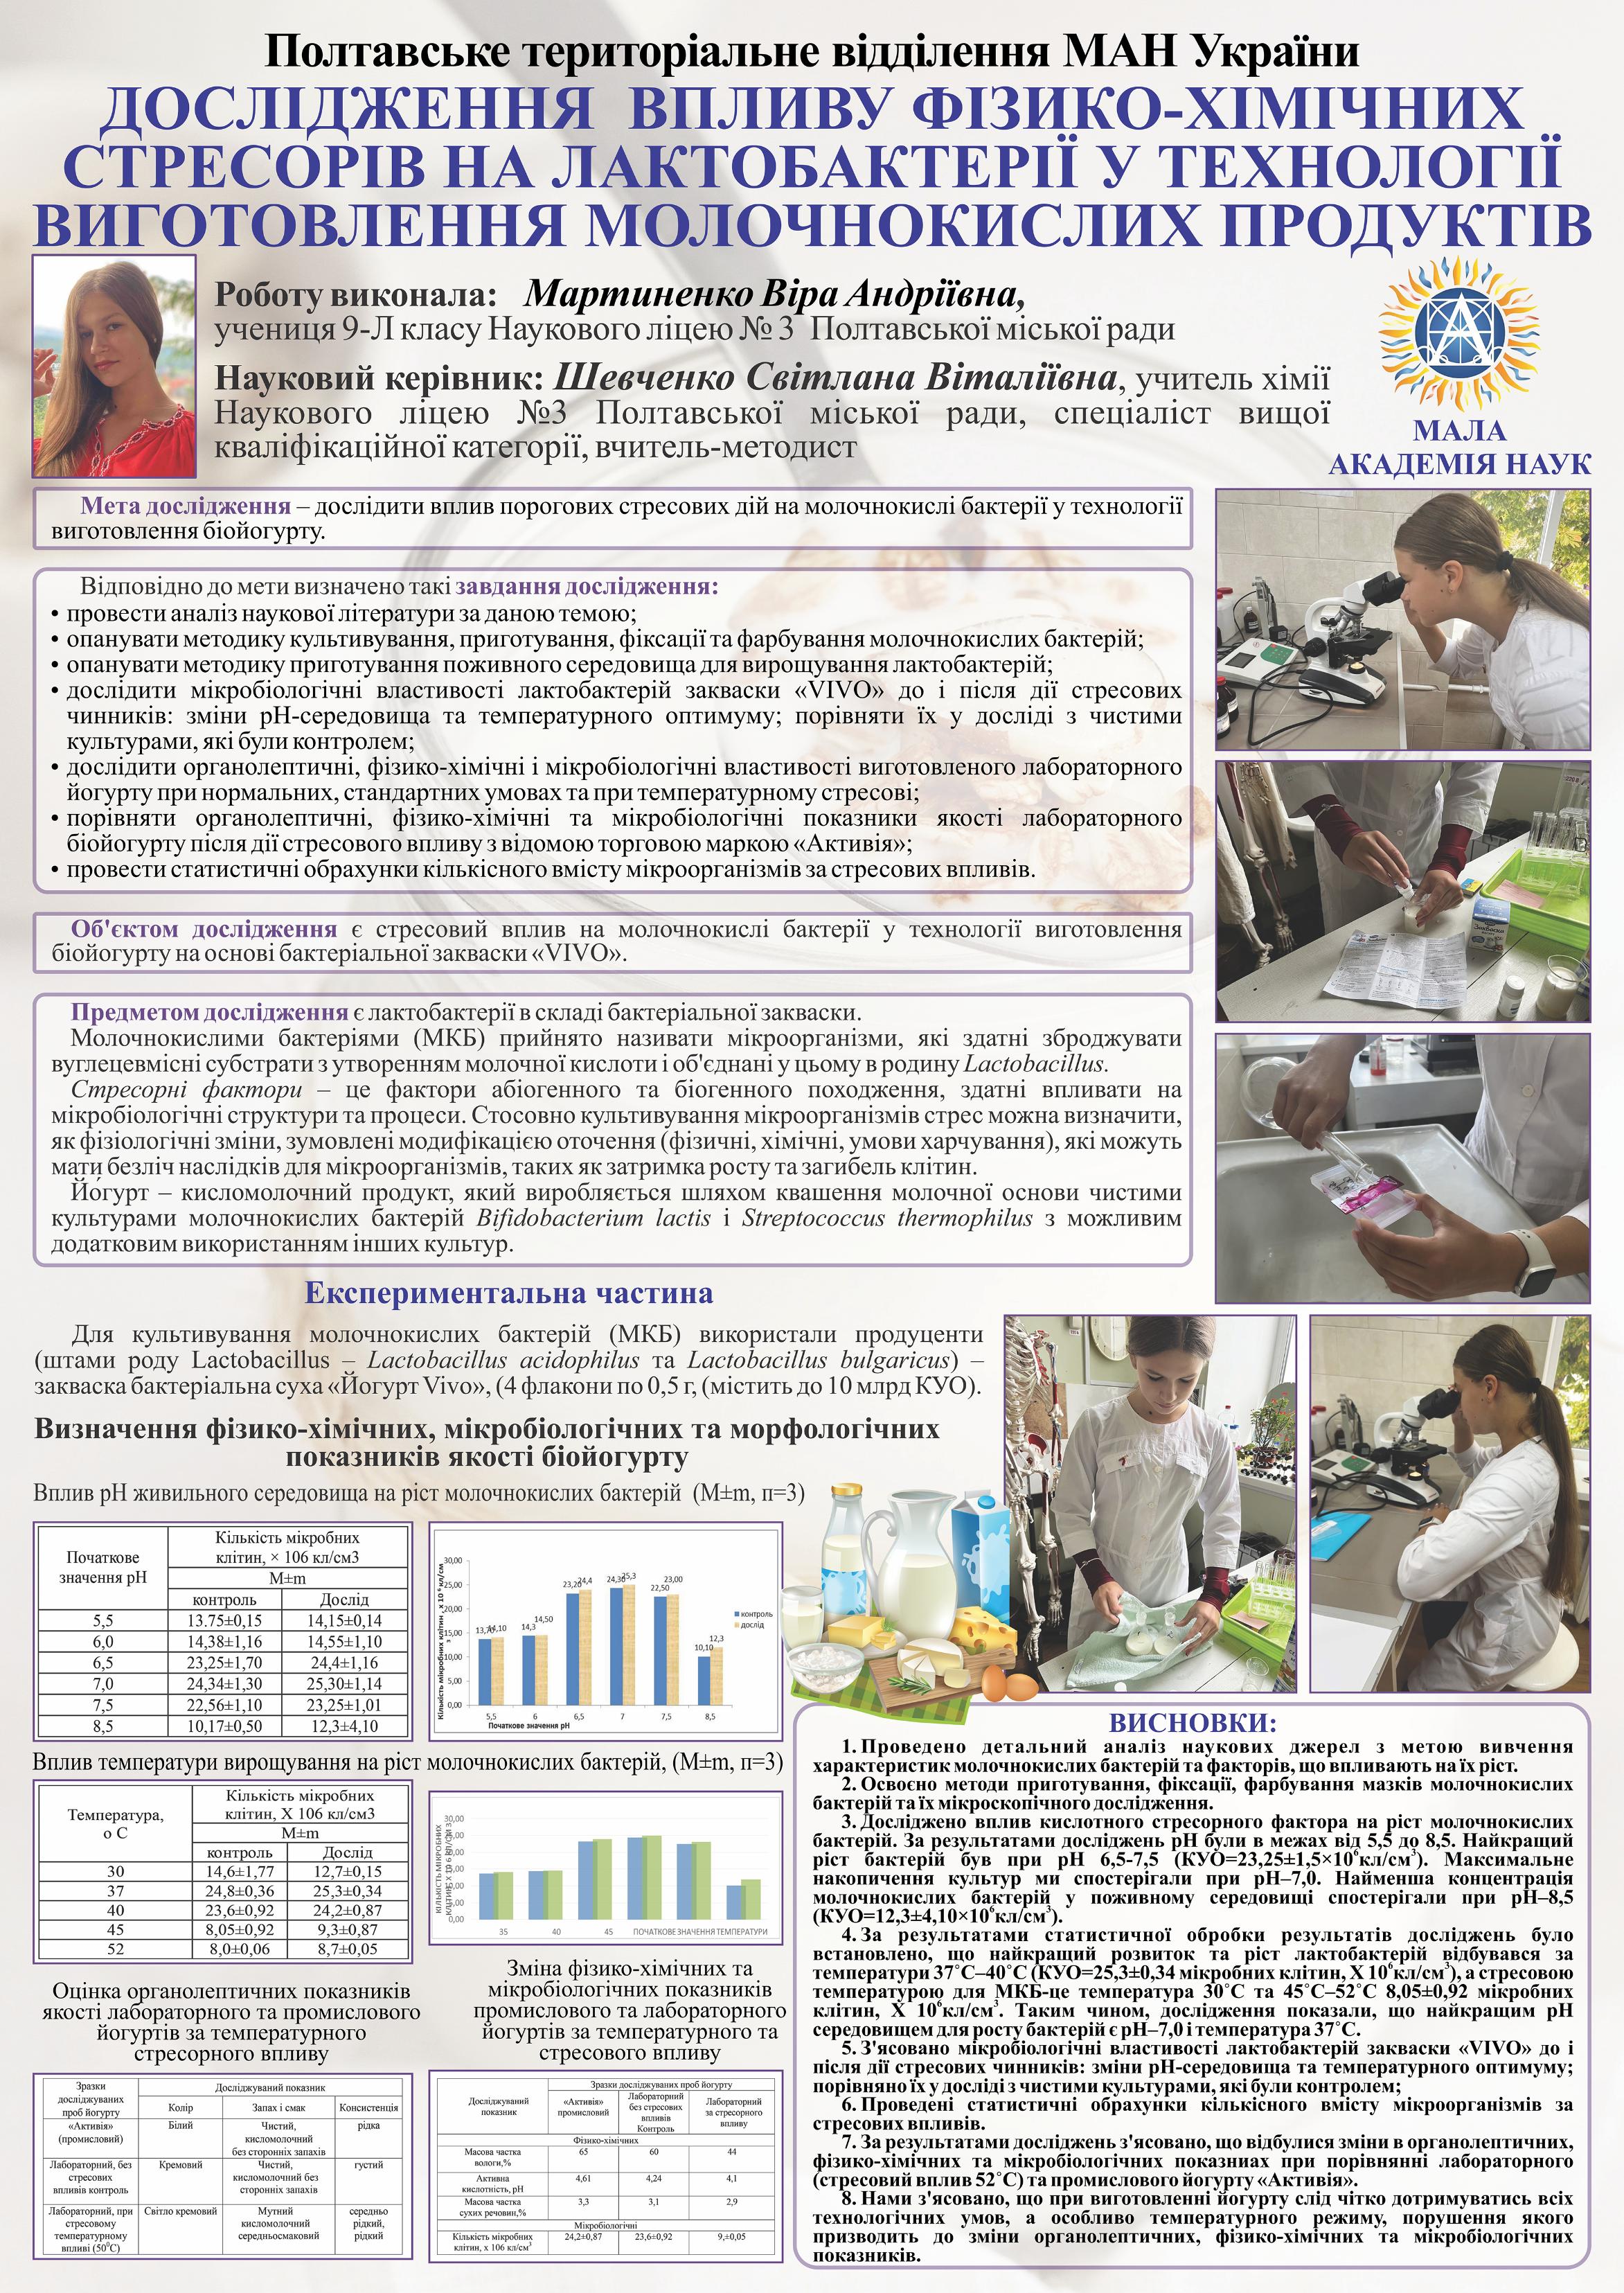 Полтавське територіальне відділення МАН України
ДОСЛІДЖЕННЯ ВПЛИВУ ФІЗИКО-ХІМІЧНИХ
СТРЕСОРІВ НА ЛАКТОБАКТЕРІЇ У ТЕХНОЛОГІЇ
ВИГОТОВЛЕННЯ МОЛОЧНОКИСЛИХ ПРОДУКТІВ
Роботу виконала: Мартиненко Віра Андріївна,
учениця 9-Л класу Наукового ліцею № 3 Полтавської міської ради
Науковий керівник: Шевченко Світлана Віталіївна, учитель хімії
Наукового ліцею №3 Полтавської міської ради, спеціаліст вищої
кваліфікаційної категорії, вчитель-методист
МАЛА
АКАДЕМІЯ НАУК
Мета дослідження – дослідити вплив порогових стресових дій на молочнокислі бактерії у технології
виготовлення біойогурту.
Відповідно до мети визначено такі завдання дослідження:
• провести аналіз наукової літератури за даною темою;
• опанувати методику культивування, приготування, фіксації та фарбування молочнокислих бактерій;
• опанувати методику приготування поживного середовища для вирощування лактобактерій;
• дослідити мікробіологічні властивості лактобактерій закваски «VIVO» до і після дії стресових
чинників: зміни рН-середовища та температурного оптимуму; порівняти їх у досліді з чистими
культурами, які були контролем;
• дослідити органолептичні, фізико-хімічні і мікробіологічні властивості виготовленого лабораторного
йогурту при нормальних, стандартних умовах та при температурному стресові;
• порівняти органолептичні, фізико-хімічні та мікробіологічні показники якості лабораторного
біойогурту після дії стресового впливу з відомою торговою маркою «Активія»;
• провести статистичні обрахунки кількісного вмісту мікроорганізмів за стресових впливів.
Об'єктом дослідження є стресовий вплив на молочнокислі бактерії у технології виготовлення
біойогурту на основі бактеріальної закваски «VIVO».
Предметом дослідження є лактобактерії в складі бактеріальної закваски.
Молочнокислими бактеріями (МКБ) прийнято називати мікроорганізми, які здатні зброджувати
вуглецевмісні субстрати з утворенням молочної кислоти і об'єднані у цьому в родину Lactobacillus.
Стресорні фактори – це фактори абіогенного та біогенного походження, здатні впливати на
мікробіологічні структури та процеси. Стосовно культивування мікроорганізмів стрес можна визначити,
як фізіологічні зміни, зумовлені модифікацією оточення (фізичні, хімічні, умови харчування), які можуть
мати безліч наслідків для мікроорганізмів, таких як затримка росту та загибель клітин.
Йо́гурт – кисломолочний продукт, який виробляється шляхом квашення молочної основи чистими
культурами молочнокислих бактерій Bifidobacterium lactis і Streptococcus thermophilus з можливим
додатковим використанням інших культур.
Експериментальна частина
Для культивування молочнокислих бактерій (МКБ) використали продуценти
(штами роду Lactobacillus – Lactobacillus acidophilus та Lactobacillus bulgaricus) –
закваска бактеріальна суха «Йогурт Vivo», (4 флакони по 0,5 г, (містить до 10 млрд КУО).
Визначення фізико-хімічних, мікробіологічних та морфологічних
показників якості біойогурту
Вплив рН живильного середовища на ріст молочнокислих бактерій (М±m, п=3)
Початкове значення рН Кількість мікробних клітин, × 106 кл/см3
М±m
контроль Дослід
5,5 13.75±0,15 14,15±0,14
6,0 14,38±1,16 14,55±1,10
6,5 23,25±1,70 24,4±1,16
7,0 24,34±1,30 25,30±1,14
7,5 22,56±1,10 23,25±1,01
8,5 10,17±0,50 12,3±4,10
Кількість мікробних клітин, х 10 6 кл/см 3
30,00
25,00
20,00
15,00
10,00
5,00
0,00
14,10
14,3 14,50
23,20 24,4
24,30 25,3
22,50 23,00
10,10 12,3
контроль
дослід
5,5 6 6,5 7 7,5 8,5
Початкове значення рН
Вплив температури вирощування на ріст молочнокислих бактерій, (М±m, п=3)
Температура, о С Кількість мікробних клітин, Х 106 кл/см3
М±m
контроль Дослід
30 14,6±1,77 12,7±0,15
37 24,8±0,36 25,3±0,34
40 23,6±0,92 24,2±0,87
45 8,05±0,92 9,3±0,87
52 8,0±0,06 8,7±0,05
КІЛЬКІСТЬ МІКРОБНИХ
КЛІТИН, Х 10 6 КЛ/СМ 3
30,00
0,00
35 40 45 ПОЧАТКОВЕ ЗНАЧЕННЯ ТЕМПЕРАТУРИ
Оцінка органолептичних показників
якості лабораторного та промислового
йогуртів за температурного
стресорного впливу
Зразки досліджуваних проб йогурту Досліджуваний показник
Колір Запах і смак Консистенція
«Активія» (промисловий) Білий Чистий, кисломолочний без сторонніх запахів рідка
Лабораторний, без стресових впливів контроль Кремовий Чистий, кисломолочний без сторонніх запахів густий
Лабораторний, при стресовому температурному впливі (50⁰С) Світло кремовий Мутний кисломолочний середньосмаковий середньо рідкий, рідкий
Зміна фізико-хімічних та
мікробіологічних показників
промислового та лабораторного
йогуртів за температурного та
стресового впливу
Досліджуваний показник Зразки досліджуваних проб йогурту
«Активія» промисловий Лабораторний без стресових впливів Контроль Лабораторний за стресорного впливу
Фізико-хімічних
Масова частка вологи,% 65 60 44
Активна кислотність, рН 4,61 4,24 4,1
Масова частка сухих речовин,% 3,3 3,1 2,9
Мікробіологічні
Кількість мікробних клітин, х 106 кл/см³ 24,2±0,87 23,6±0,92 9,±0,05
ВИСНОВКИ:
1. Проведено детальний аналіз наукових джерел з метою вивчення
характеристик молочнокислих бактерій та факторів, що впливають на їх ріст.
2. Освоєно методи приготування, фіксації, фарбування мазків молочнокислих
бактерій та їх мікроскопічного дослідження.
3. Досліджено вплив кислотного стресорного фактора на ріст молочнокислих
бактерій. За результатами досліджень рН були в межах від 5,5 до 8,5. Найкращий
ріст бактерій був при рН 6,5-7,5 (КУО=23,25±1,5×10⁶кл/см³). Максимальне
накопичення культур ми спостерігали при рН–7,0. Найменша концентрація
молочнокислих бактерій у поживному середовищі спостерігали при рН–8,5
(КУО=12,3±4,10×10⁶кл/см³).
4. За результатами статистичної обробки результатів досліджень було
встановлено, що найкращий розвиток та ріст лактобактерій відбувався за
температури 37˚С–40˚С (КУО=25,3±0,34 мікробних клітин, Х 10⁶кл/см³), а стресовою
температурою для МКБ-це температура 30˚С та 45˚С–52˚С 8,05±0,92 мікробних
клітин, Х 10⁶кл/см³. Таким чином, дослідження показали, що найкращим рН
середовищем для росту бактерій є рН–7,0 і температура 37˚С.
5. З'ясовано мікробіологічні властивості лактобактерій закваски «VIVO» до і
після дії стресових чинників: зміни рН-середовища та температурного оптимуму;
порівняно їх у досліді з чистими культурами, які були контролем;
6. Проведені статистичні обрахунки кількісного вмісту мікроорганізмів за
стресових впливів.
7. За результатами досліджень з'ясовано, що відбулися зміни в органолептичних,
фізико-хімічних та мікробіологічних показниах при порівнянні лабораторного
(стресовий вплив 52˚С) та промислового йогурту «Активія».
8. Нами з'ясовано, що при виготовленні йогурту слід чітко дотримуватись всіх
технологічних умов, а особливо температурного режиму, порушення якого
призводить до зміни органолептичних, фізико-хімічних та мікробіологічних
показників.